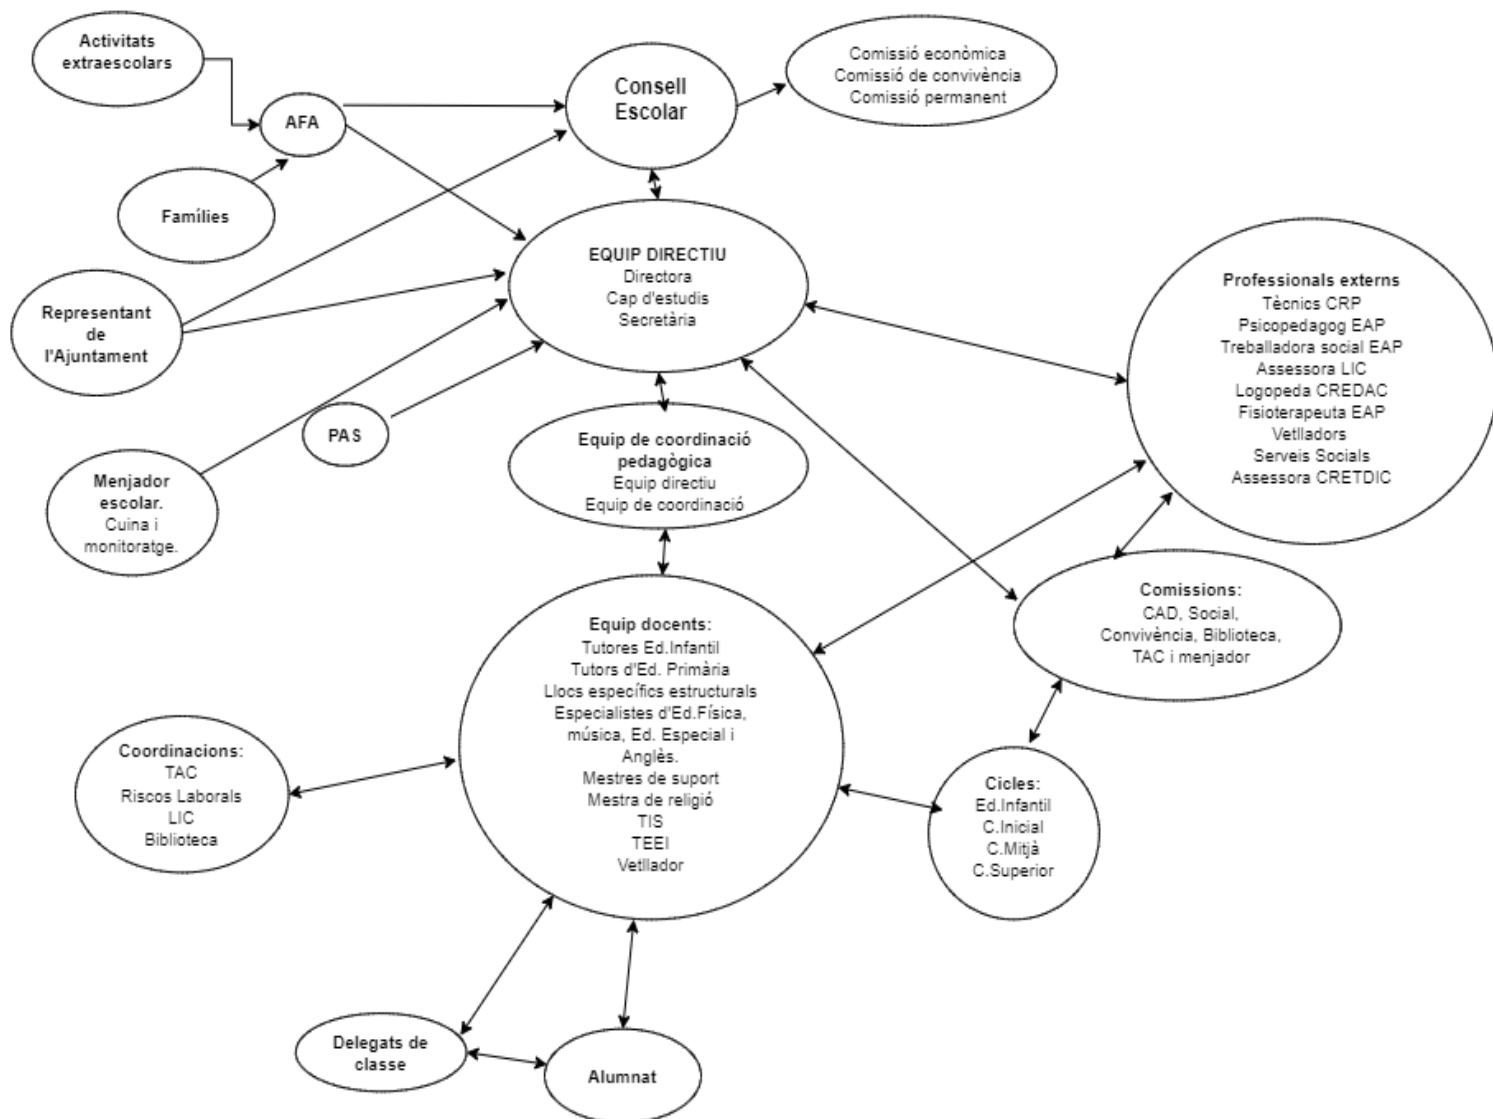 Activitats
extraescolars
AFA
Famílies
Consell
Escolar
Comissió econòmica
Comissió de convivència
Comissió permanent
EQUIP DIRECTIU
Directora
Cap d'estudis
Secretària
Representant
de
l'Ajuntament
PAS
Menjador
escolar.
Cuina i
monitoratge.
Equip de coordinació
pedagògica
Equip directiu
Equip de coordinació
Professionals externs
Tècnics CRP
Psicopedagog EAP
Treballadora social EAP
Assessora LIC
Logopeda CREDAC
Fisioterapeuta EAP
Vetlladors
Serveis Socials
Assessora CRETDIC
Comissions:
CAD, Social,
Convivència, Biblioteca,
TAC i menjador
Equip docents:
Tutores Ed.Infantil
Tutors d'Ed. Primària
Llocs específics estructurals
Especialistes d'Ed.Física,
música, Ed. Especial i
Anglès.
Mestres de suport
Mestra de religió
TIS
TEEI
Vetllador
Coordinacions:
TAC
Riscos Laborals
LIC
Biblioteca
Cicles:
Ed.Infantil
C.Inicial
C.Mitjà
C.Superior
Delegats de
classe
Alumnat